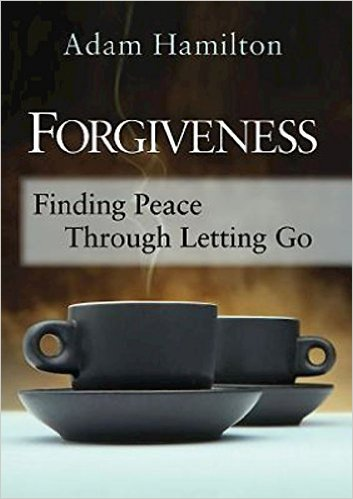 Adam Hamilton
FORGIVENESS
Finding Peace
Through Letting Go